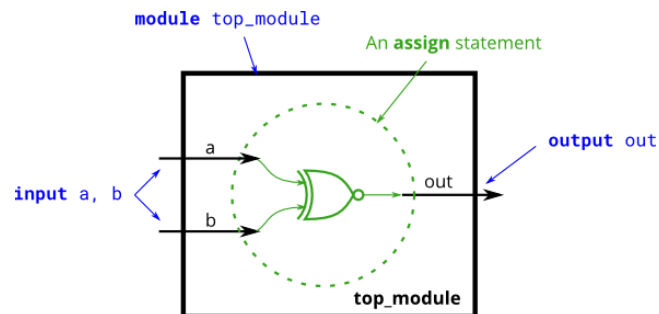 module top_module
An assign statement
a
output out
input a, b
out
b
top_module